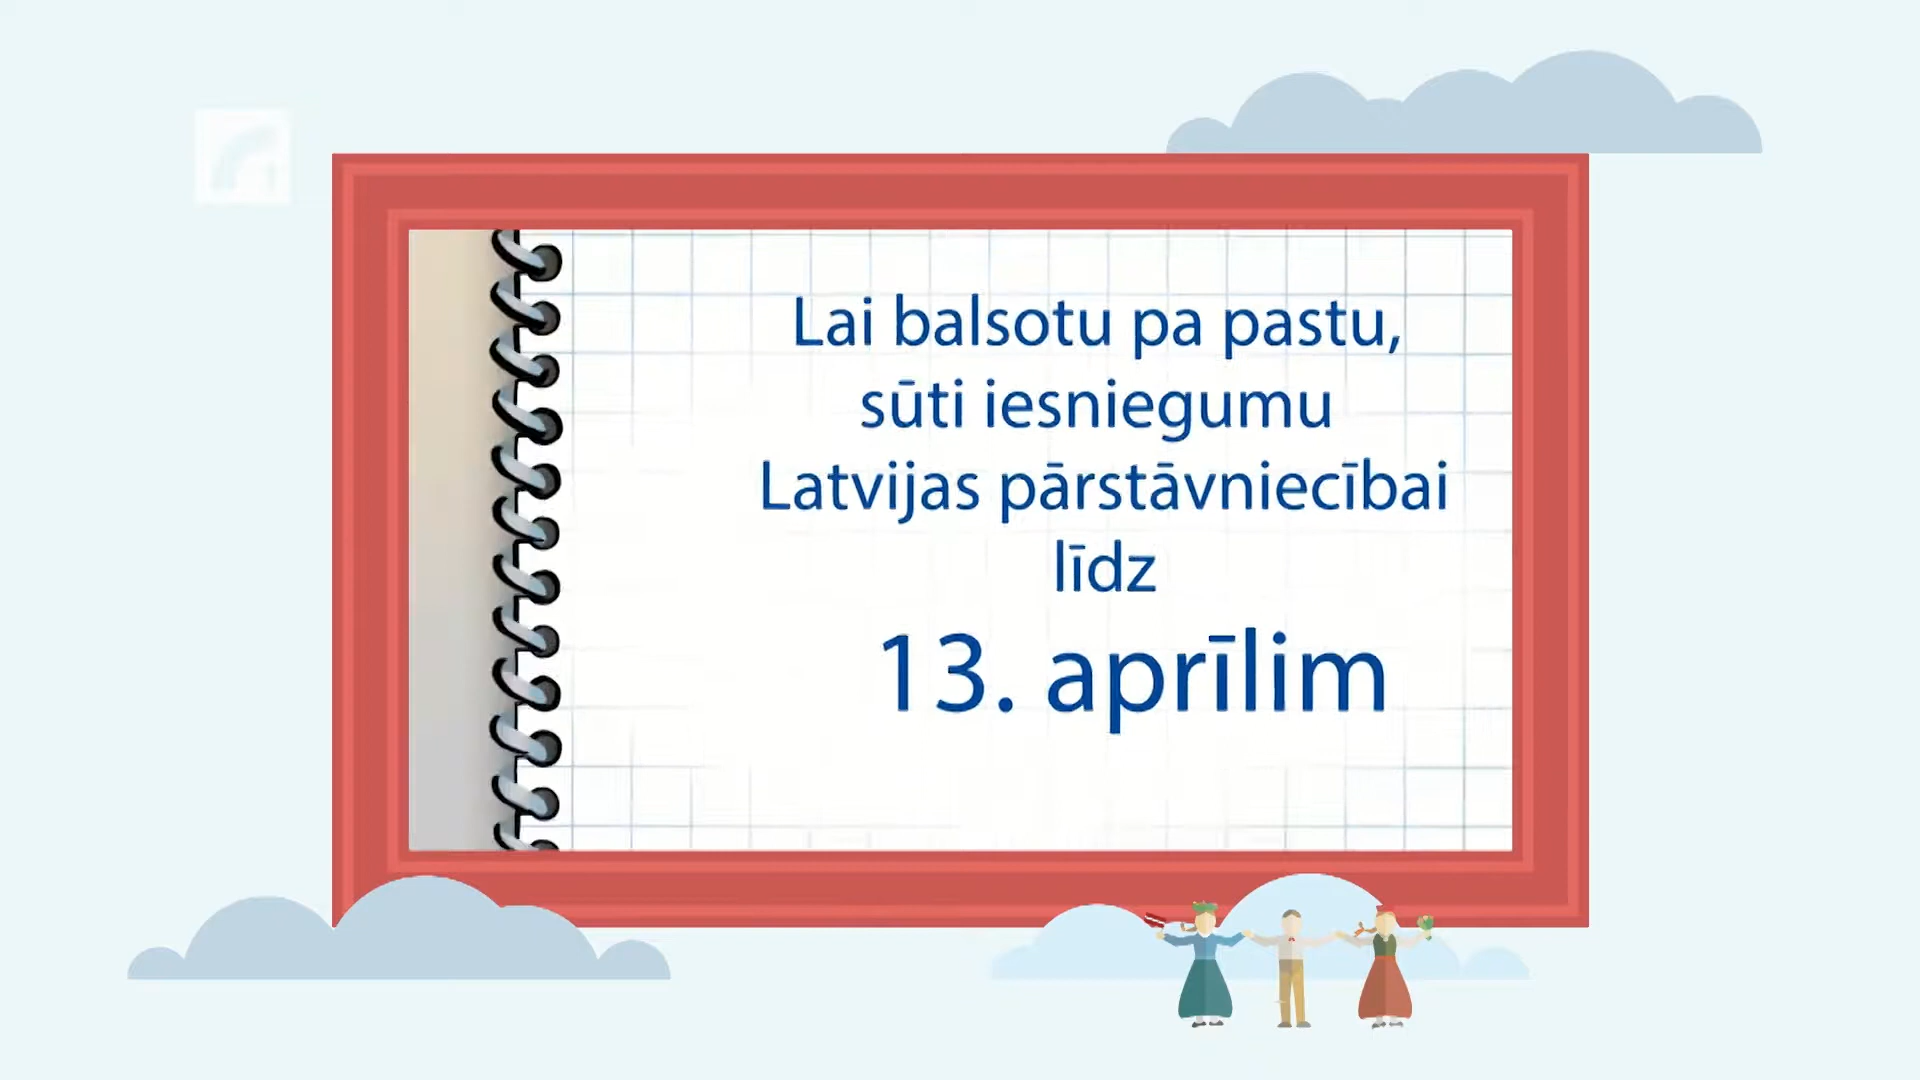 Lai balsotu pa pastu,
sūti iesniegumu
Latvijas pārstāvniecībai
līdz
13. aprīlim